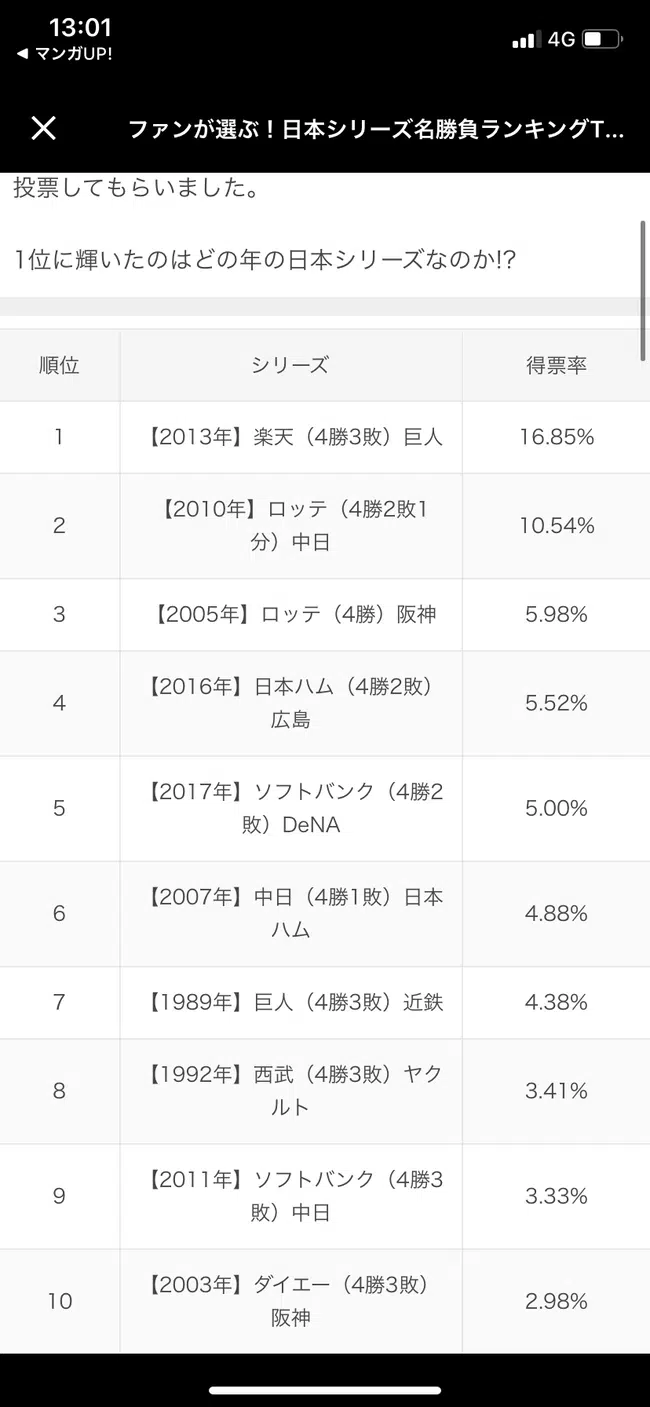 13:01
4G
◀ マンガUP!
ファンが選ぶ！日本シリーズ名勝負ランキングT...
投票してもらいました。
1位に輝いたのはどの年の日本シリーズなのか!?
順位 シリーズ 得票率
1 【2013年】楽天（4勝3敗）巨人 16.85%
2 【2010年】ロッテ（4勝2敗1
分）中日 10.54%
3 【2005年】ロッテ（4勝）阪神 5.98%
4 【2016年】日本ハム（4勝2敗）
広島 5.52%
5 【2017年】ソフトバンク（4勝2
敗）DeNA 5.00%
6 【2007年】中日（4勝1敗）日本
ハム 4.88%
7 【1989年】巨人（4勝3敗）近鉄 4.38%
8 【1992年】西武（4勝3敗）ヤク
ルト 3.41%
9 【2011年】ソフトバンク（4勝3
敗）中日 3.33%
10 【2003年】ダイエー（4勝3敗）
阪神 2.98%